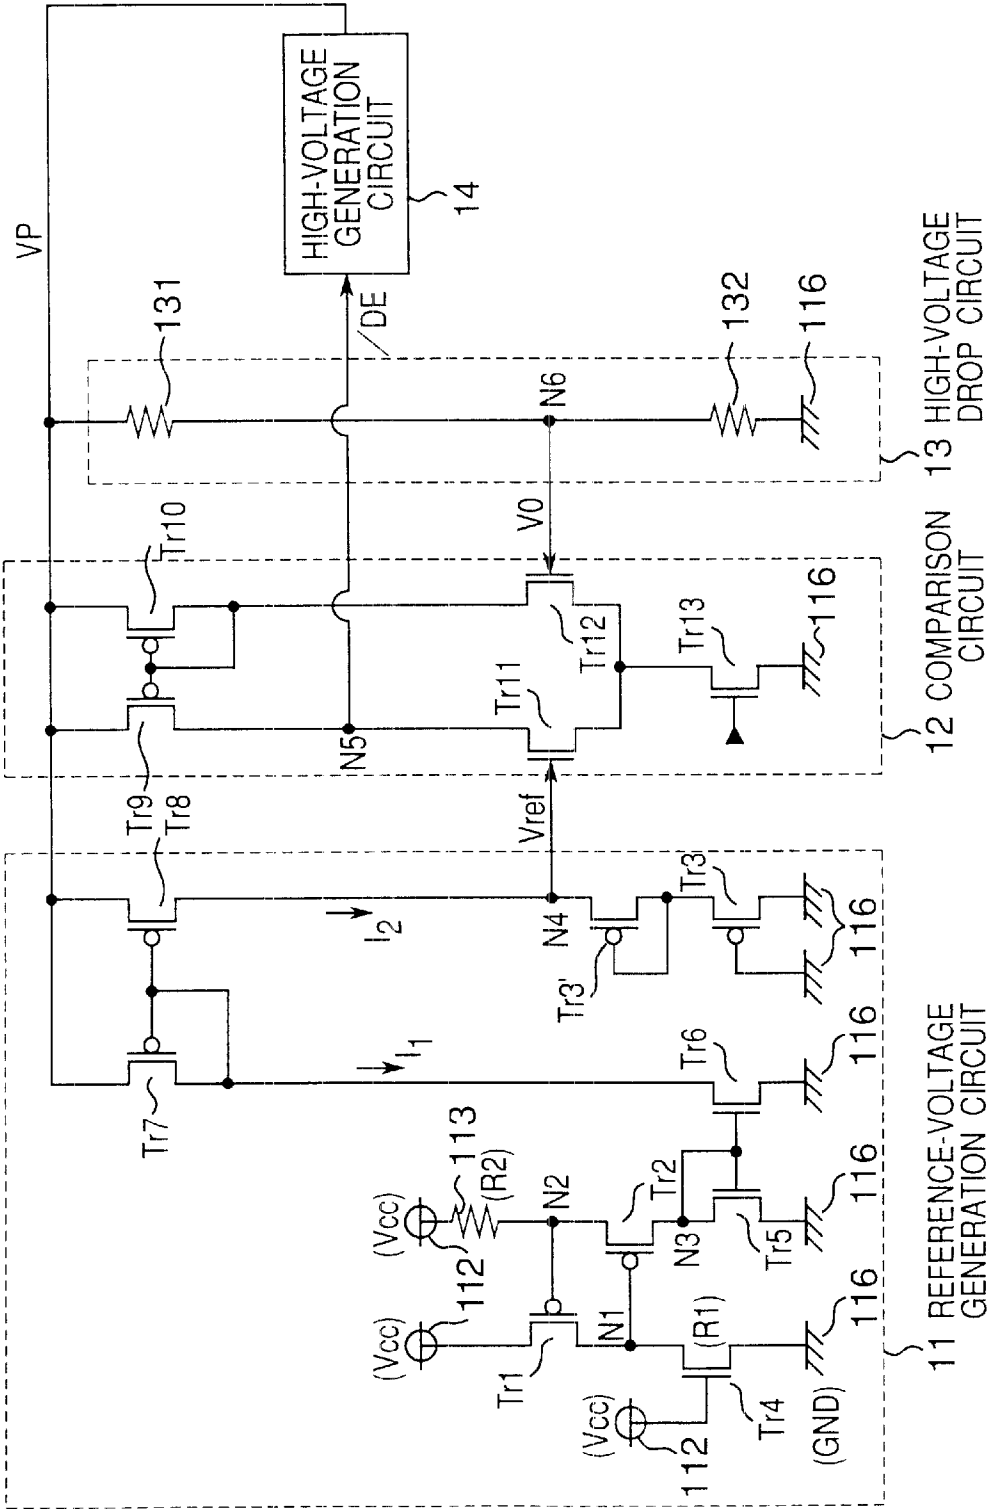 VP
HIGH-VOLTAGE
GENERATION
CIRCUIT
14
DE
131
N6
132
116
13 HIGH-VOLTAGE
DROP CIRCUIT
V0
Tr10
Tr9
N5
Tr11
Tr12
Tr13
116
12 COMPARISON
CIRCUIT
Vref
Tr8
Tr7
I2
I1
N4
Tr3'
Tr3
116
Tr6
116
(Vcc)
112
113
(R2)
N2
Tr2
N3
Tr5
116
(Vcc)
112
Tr1
N1
(R1)
(Vcc)
112
Tr4
116
(GND)
11 REFERENCE-VOLTAGE
GENERATION CIRCUIT